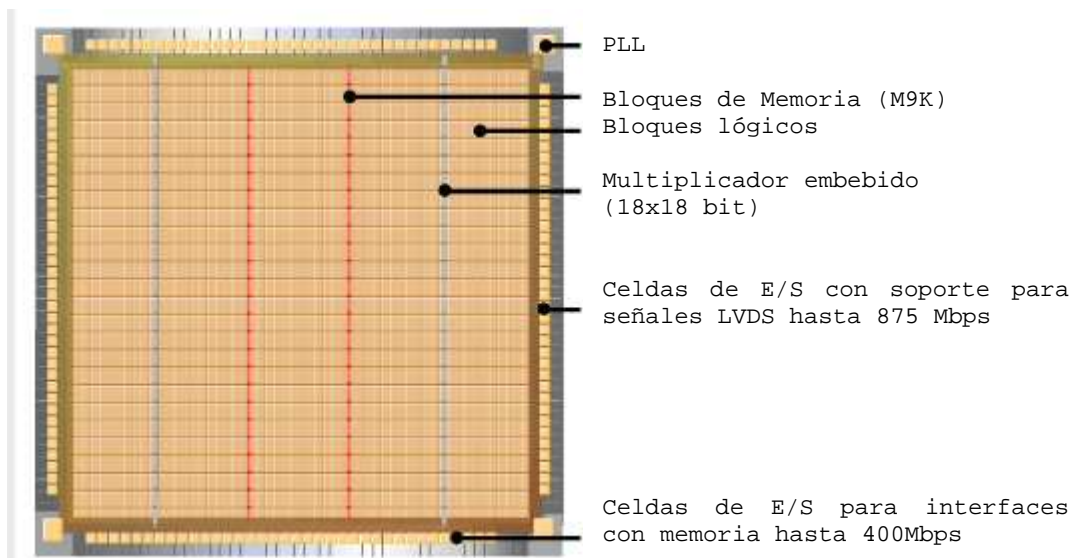 PLL
Bloques de Memoria (M9K)
Bloques lógicos
Multiplicador embebido
(18x18 bit)
Celdas de E/S con soporte para
señales LVDS hasta 875 Mbps
Celdas de E/S para interfaces
con memoria hasta 400Mbps